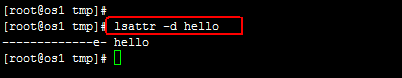 [root@os1 tmp]#
[root@os1 tmp]# lsattr -d hello
-------------e- hello
[root@os1 tmp]#